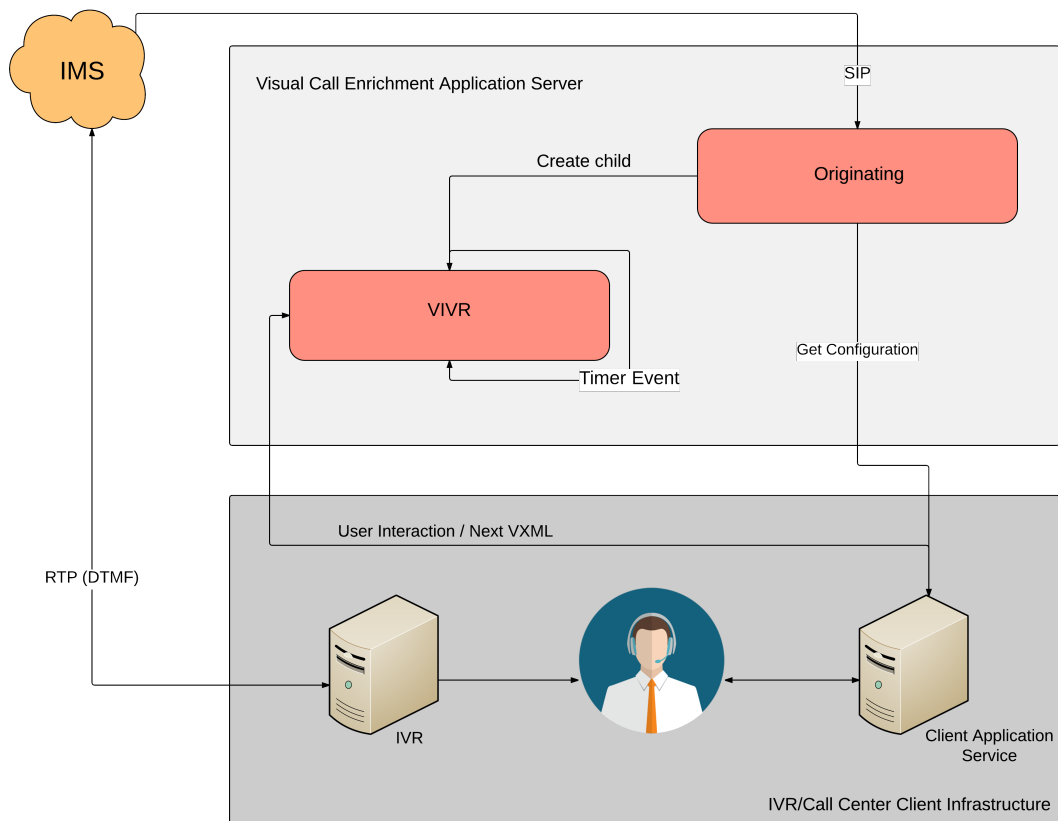 IMS
SIP
Visual Call Enrichment Application Server
Create child
Originating
VIVR
Get Configuration
Timer Event
User Interaction / Next VXML
RTP (DTMF)
IVR
Client Application
Service
IVR/Call Center Client Infrastructure